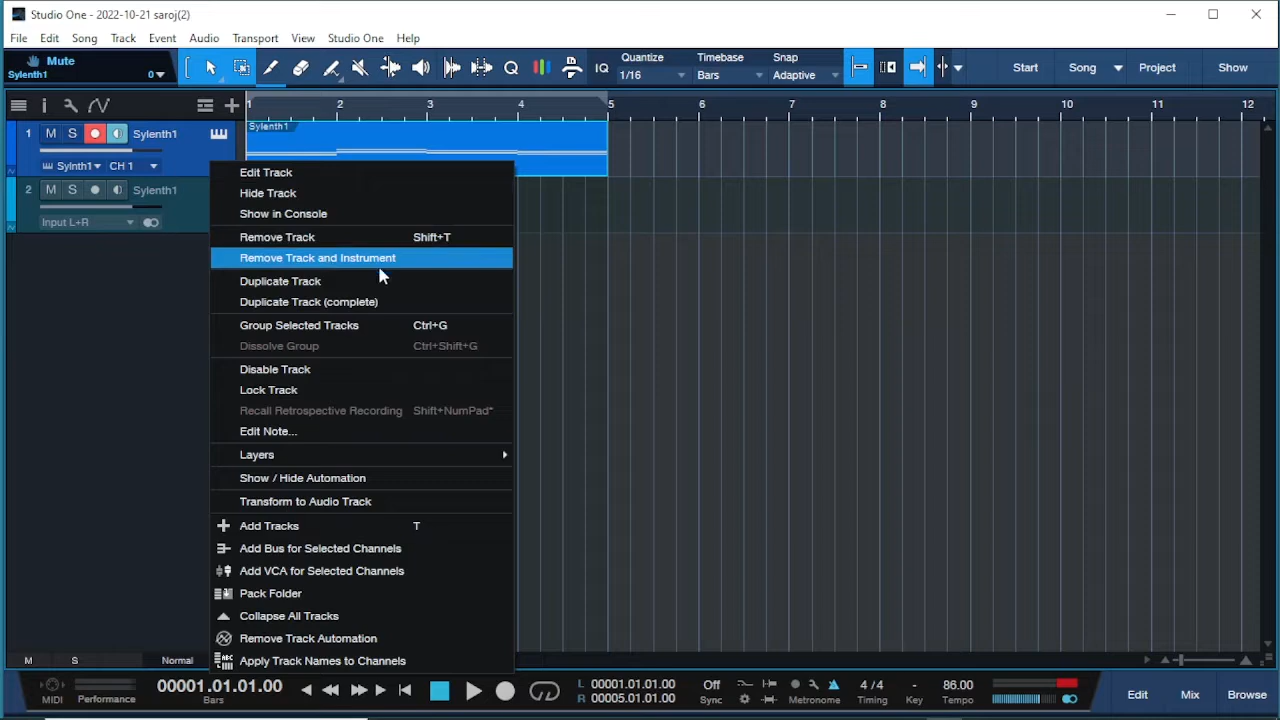 Studio One - 2022-10-21 saroj(2)
File Edit Song Track Event Audio Transport View Studio One Help
Mute
Sylenth1 0
IQ
Quantize
1/16
Timebase
Bars
Snap
Adaptive
Start Song Project Show
1 2 3 4 5 6 7 8 9 10 11 12
1 M S Sylenth1
Sylnth1 CH 1
Sylenth1
2 M S Sylenth1
Input L+R
Edit Track
Hide Track
Show in Console
Remove Track Shift+T
Remove Track and Instrument
Duplicate Track
Duplicate Track (complete)
Group Selected Tracks Ctrl+G
Dissolve Group Ctrl+Shift+G
Disable Track
Lock Track
Recall Retrospective Recording Shift+NumPad*
Edit Note...
Layers
Show / Hide Automation
Transform to Audio Track
Add Tracks T
Add Bus for Selected Channels
Add VCA for Selected Channels
Pack Folder
Collapse All Tracks
Remove Track Automation
Apply Track Names to Channels
M S Normal
MIDI
Performance
00001.01.01.00
Bars
L 00001.01.01.00
R 00005.01.01.00
Off
Sync
Metronome
4 / 4
Timing
-
Key
86.00
Tempo
Edit Mix Browse